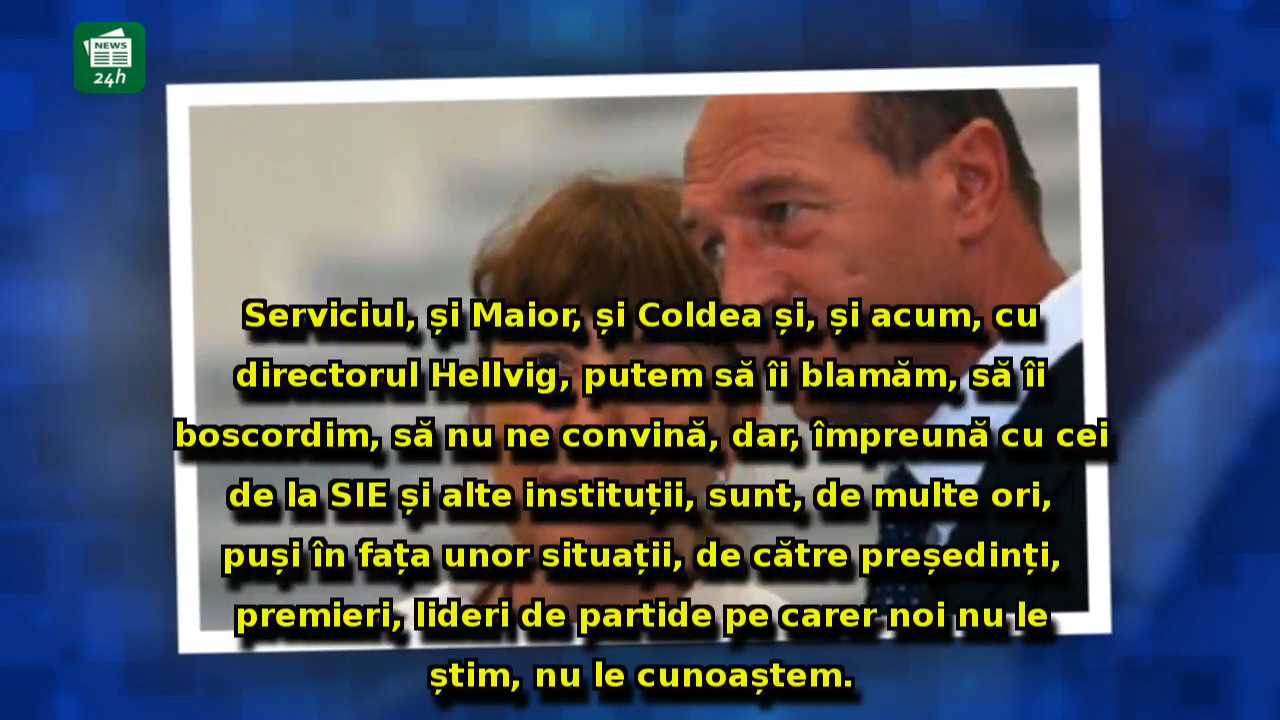 NEWS
24h
Serviciul, și Maior, și Coldea și, și acum, cu
directorul Hellvig, putem să îi blamăm, să îi
boscordim, să nu ne convină, dar, împreună cu cei
de la SIE și alte instituții, sunt, de multe ori,
puși în fața unor situații, de către președinți,
premieri, lideri de partide pe carer noi nu le
știm, nu le cunoaștem.